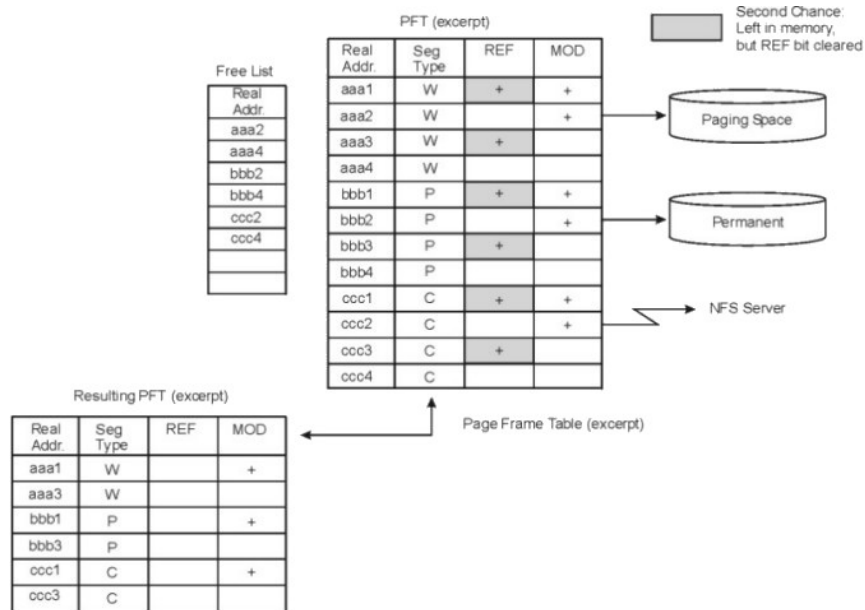 PFT (excerpt)
Second Chance:
Left in memory,
but REF bit cleared
Real Addr. Seg Type REF MOD
aaa1 W + +
aaa2 W +
aaa3 W +
aaa4 W
bbb1 P + +
bbb2 P +
bbb3 P +
bbb4 P
ccc1 C + +
ccc2 C +
ccc3 C +
ccc4 C
Free List
Real Addr.
aaa2
aaa4
bbb2
bbb4
ccc2
ccc4
Paging Space
Permanent
NFS Server
Page Frame Table (excerpt)
Resulting PFT (excerpt)
Real Addr. Seg Type REF MOD
aaa1 W +
aaa3 W
bbb1 P +
bbb3 P
ccc1 C +
ccc3 C